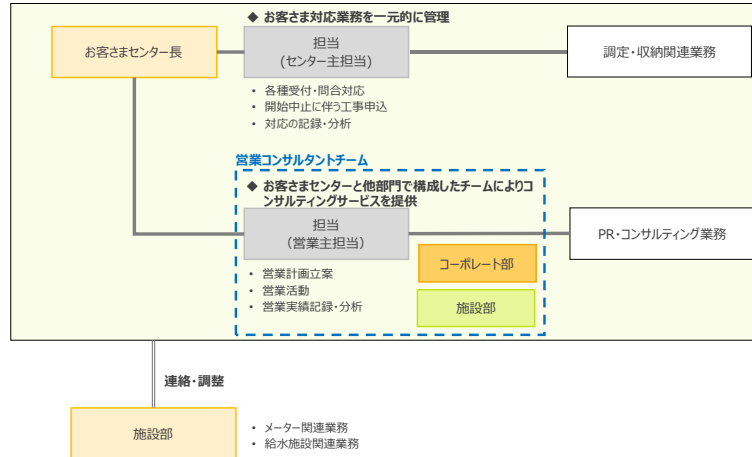 ◆ お客さま対応業務を一元的に管理
お客さまセンター長
担当
(センター主担当)
調定・収納関連業務
• 各種受付・問合対応
• 開始中止に伴う工事申込
• 対応の記録・分析
営業コンサルタントチーム
◆ お客さまセンターと他部門で構成したチームによりコ
ンサルティングサービスを提供
担当
(営業主担当)
PR・コンサルティング業務
コーポレート部
• 営業計画立案
• 営業活動
• 営業実績記録・分析
施設部
連絡・調整
施設部
• メーター関連業務
• 給水施設関連業務